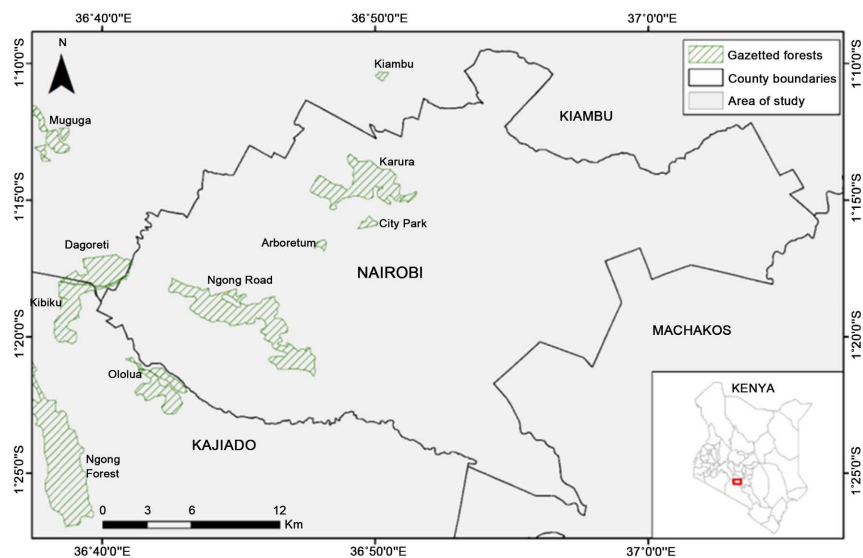 36°40'0"E 36°50'0"E 37°0'0"E
1°10'0"S
1°15'0"S
1°20'0"S
1°25'0"S
N
Kiambu
Gazetted forests
County boundaries
Area of study
Muguga
KIAMBU
Karura
City Park
Arboretum
Dagoreti
NAIROBI
Ngong Road
Kibiku
MACHAKOS
Ololua
KENYA
KAJIADO
Ngong
Forest
0 3 6 12
Km
1°10'0"S
1°15'0"S
1°20'0"S
1°25'0"S
36°40'0"E 36°50'0"E 37°0'0"E